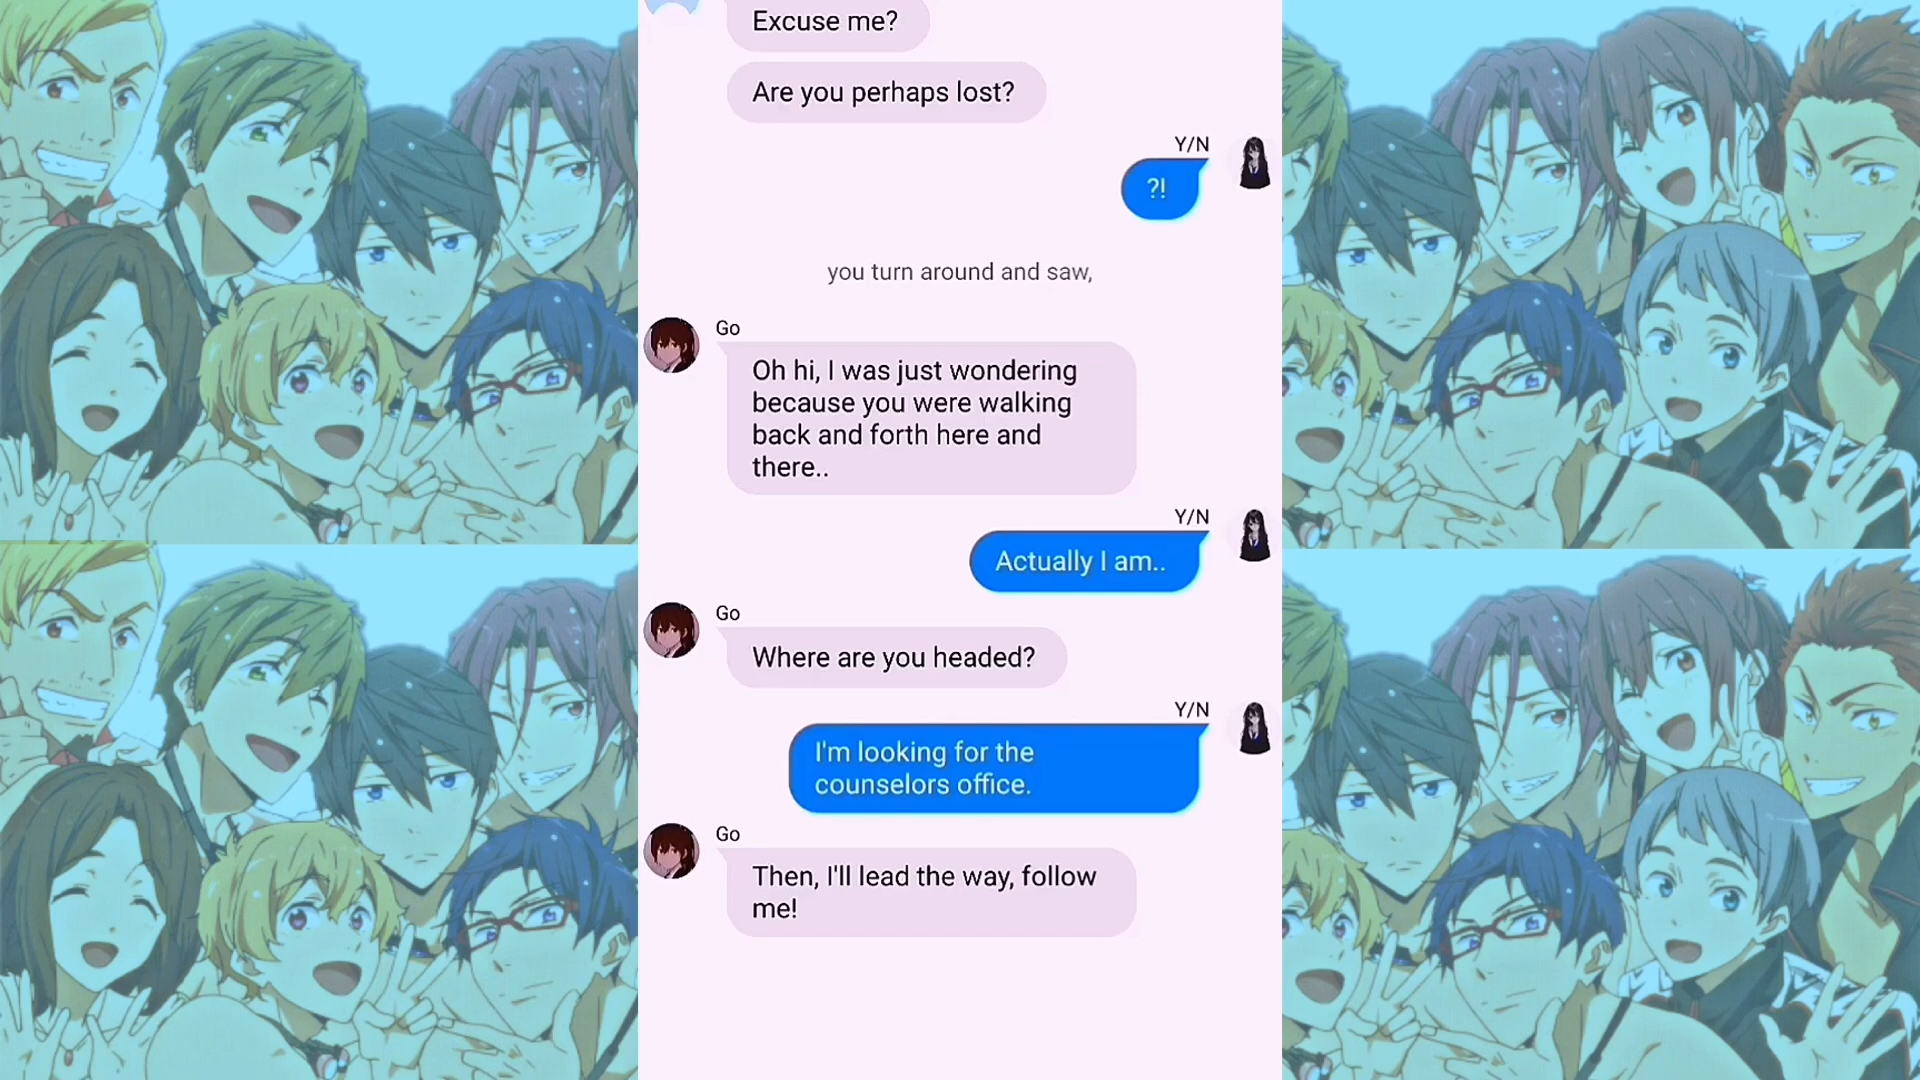 Excuse me?
Are you perhaps lost?
Y/N
?!
you turn around and saw,
Go
Oh hi, I was just wondering
because you were walking
back and forth here and
there..
Y/N
Actually I am..
Go
Where are you headed?
Y/N
I'm looking for the
counselors office.
Go
Then, I'll lead the way, follow
me!